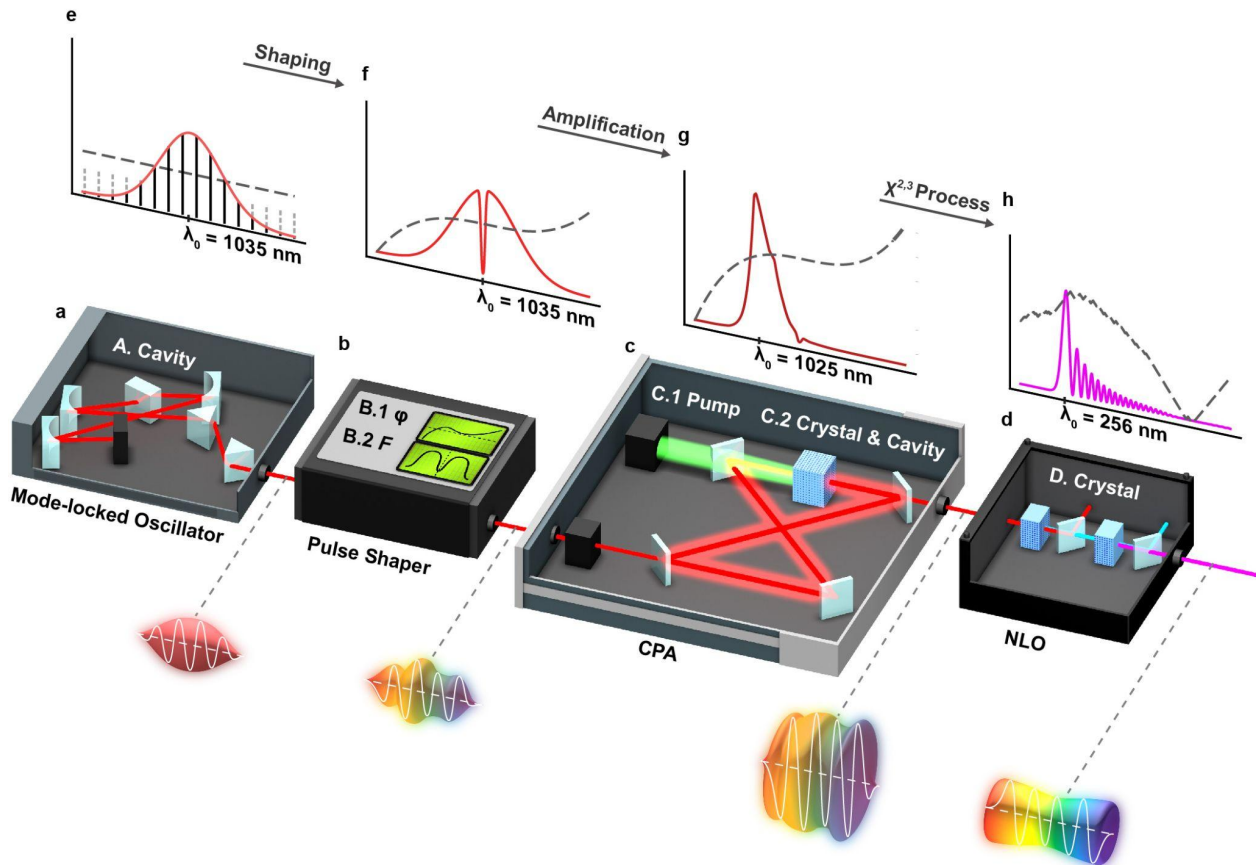 e
Shaping
f
Amplification
g
χ²,³ Process
h
λ₀ = 1035 nm
λ₀ = 1035 nm
λ₀ = 1025 nm
λ₀ = 256 nm
a
A. Cavity
Mode-locked Oscillator
b
B.1 φ
B.2 F
Pulse Shaper
c
C.1 Pump
C.2 Crystal & Cavity
CPA
d
D. Crystal
NLO